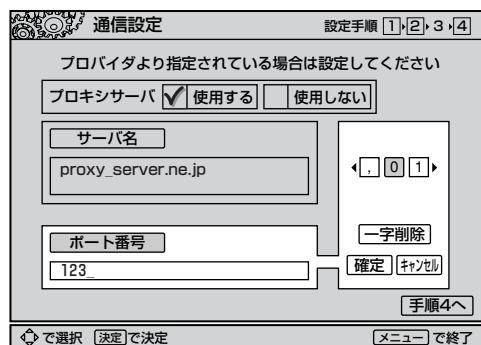 通信設定
設定手順 1 2 3 4
プロバイダより指定されている場合は設定してください
プロキシサーバ 使用する 使用しない
サーバ名
proxy_server.ne.jp
, 0 1
ポート番号
123_
一字削除
確定 キャンセル
手順4へ
で選択 決定 で決定 メニュー で終了